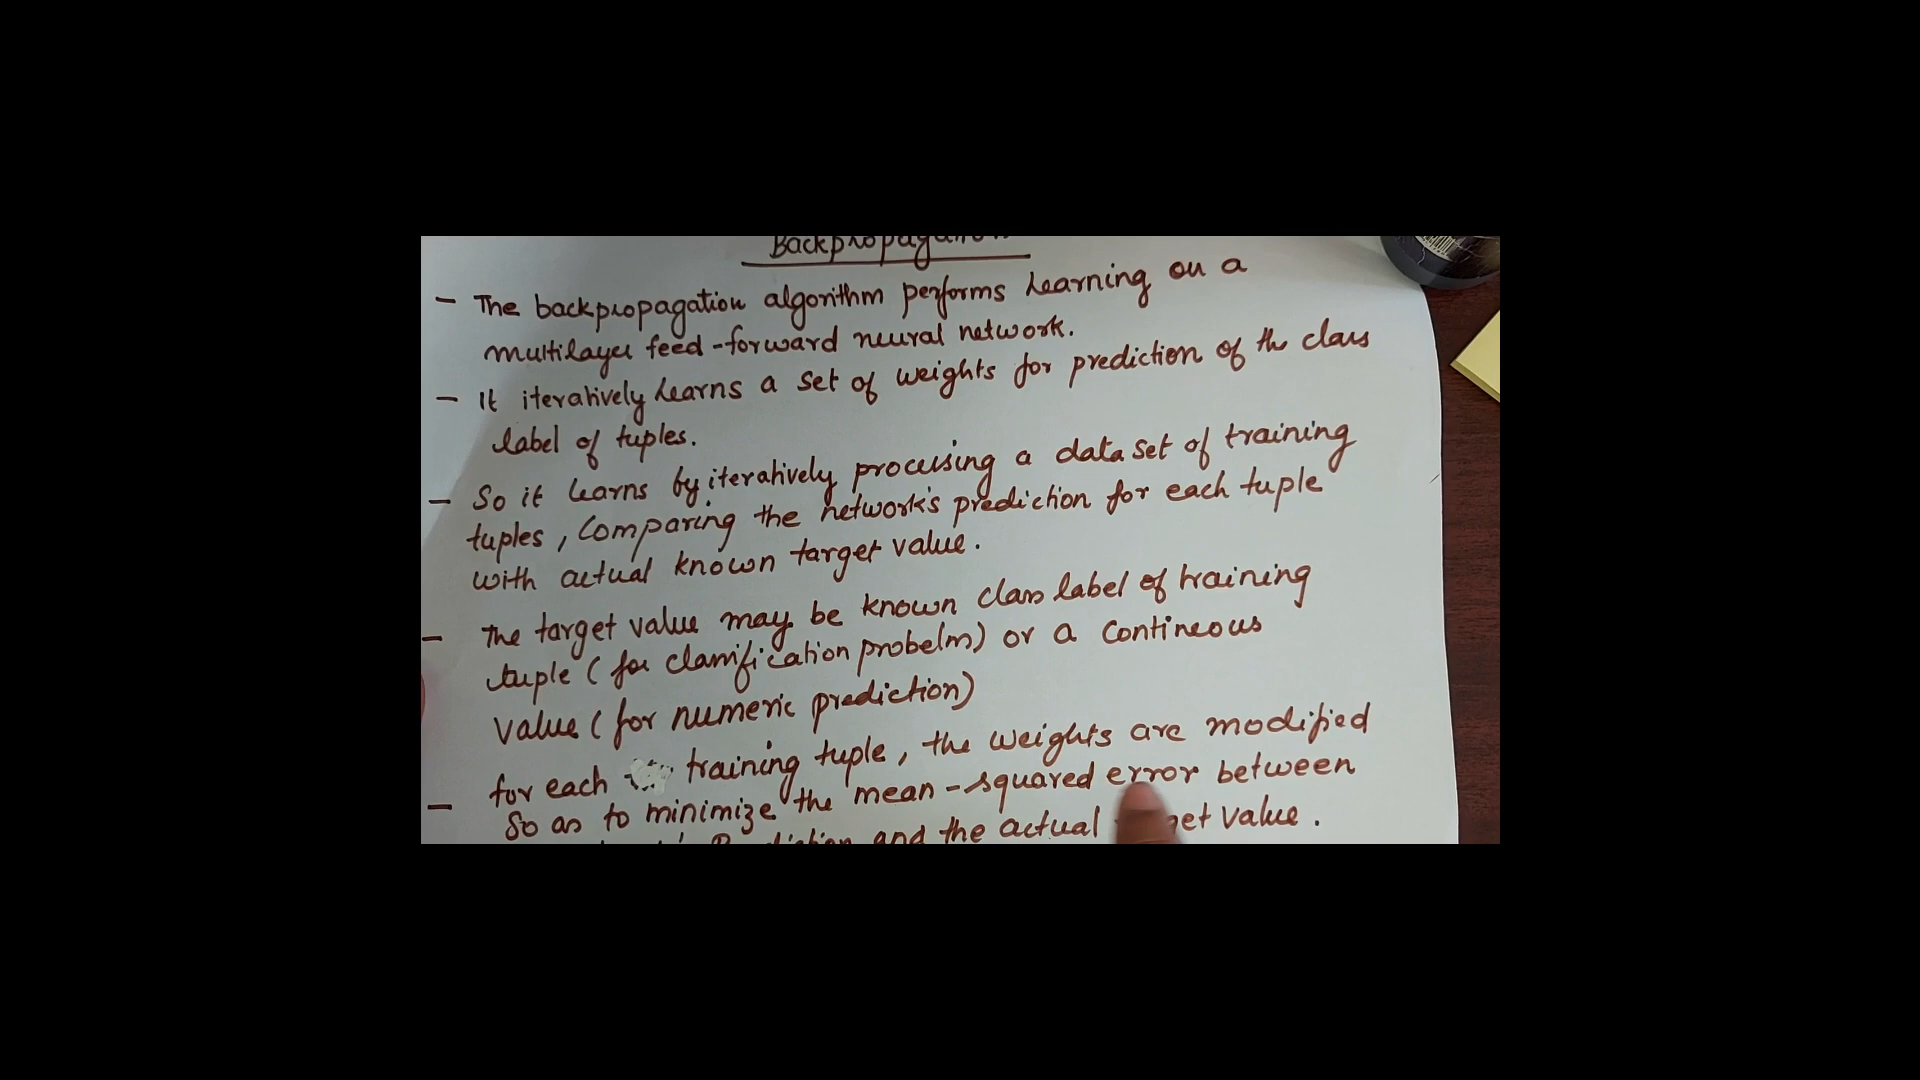 Backpropagation
- The backpropagation algorithm performs learning on a
multilayer feed-forward neural network.
- It iteratively learns a set of weights for prediction of the class
label of tuples.
- So it learns by iteratively processing a data set of training
tuples, Comparing the network's prediction for each tuple
with actual known target value.
- The target value may be known class label of training
tuple (for classification probelm) or a Contineous
value (for numeric prediction)
- for each training tuple, the weights are modified
So as to minimize the mean-squared error between
Prediction and the actual value.